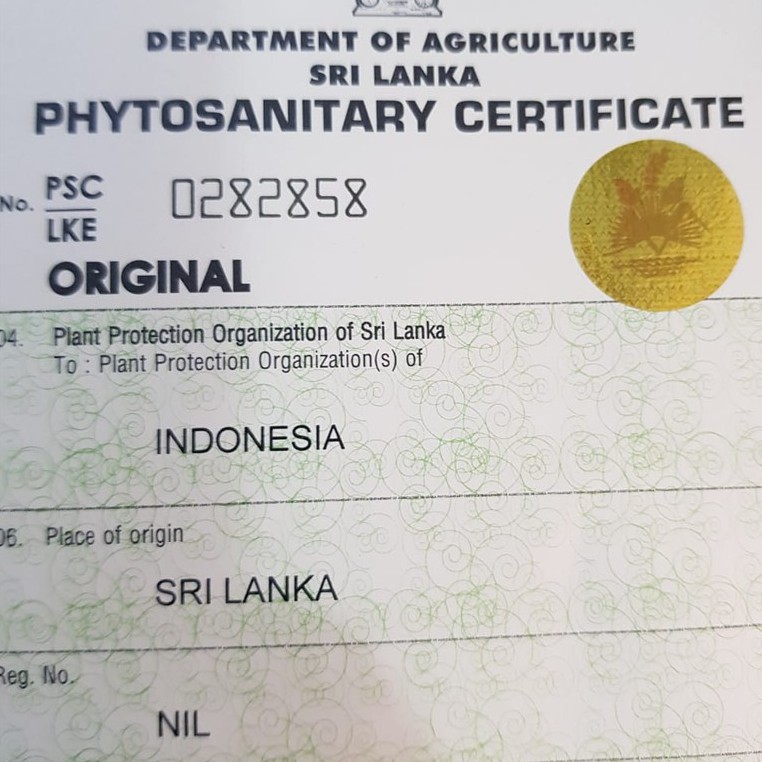 DEPARTMENT OF AGRICULTURE
SRI LANKA
PHYTOSANITARY CERTIFICATE
No. PSC
LKE
0282858
ORIGINAL
04. Plant Protection Organization of Sri Lanka
To : Plant Protection Organization(s) of
INDONESIA
06. Place of origin
SRI LANKA
Reg. No.
NIL